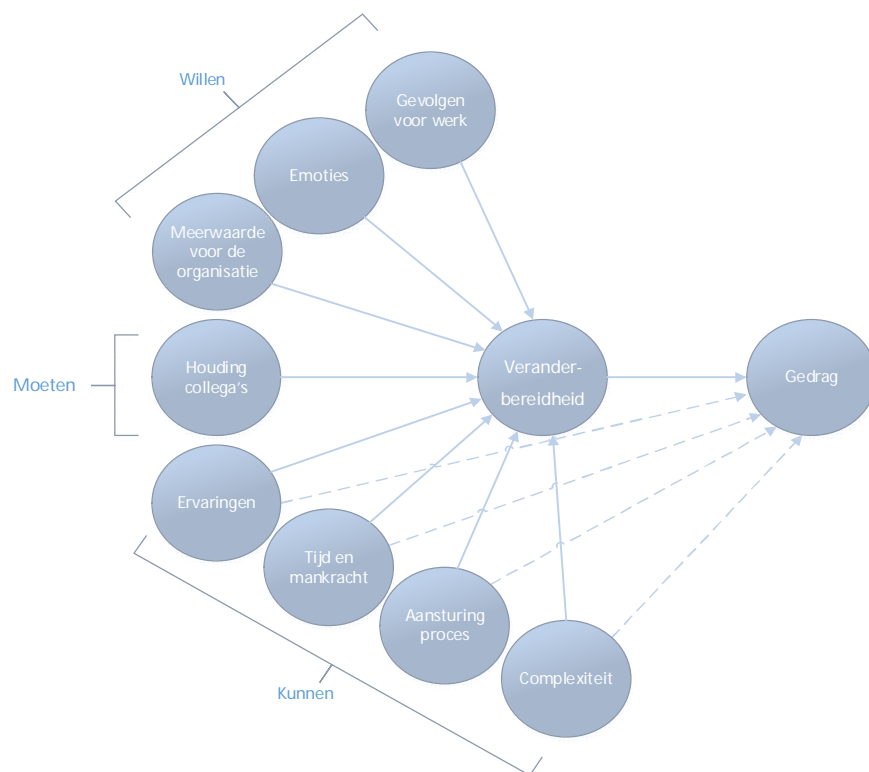 Willen
Gevolgen
voor werk
Emoties
Meerwaarde
voor de
organisatie
Moeten
Houding
collega's
Verander-
bereidheid
Gedrag
Ervaringen
Tijd en
mankracht
Aansturing
proces
Complexiteit
Kunnen